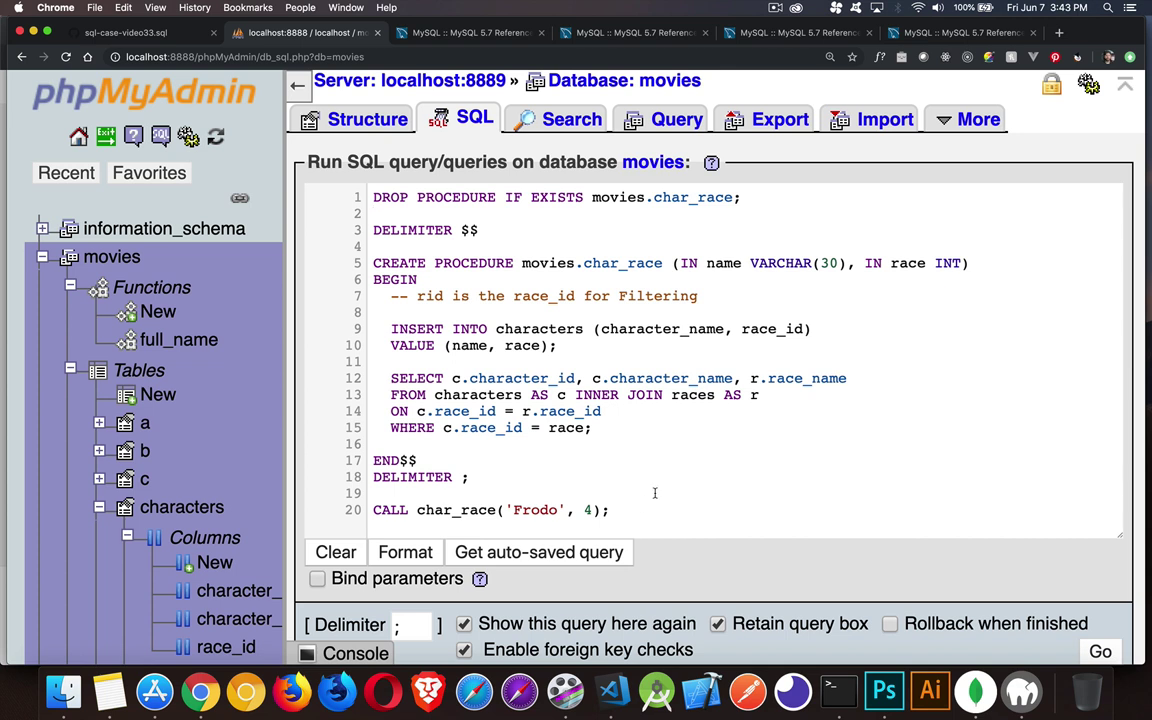 Chrome File Edit View History Bookmarks People Window Help 100% Fri Jun 7 3:43 PM
sql-case-video33.sql localhost:8888 / localhost / m MySQL :: MySQL 5.7 Referenc MySQL :: MySQL 5.7 Referenc MySQL :: MySQL 5.7 Referenc MySQL :: MySQL 5.7 Referenc
localhost:8888/phpMyAdmin/db_sql.php?db=movies
phpMyAdmin
Recent Favorites
information_schema
movies
Functions
New
full_name
Tables
New
a
b
c
characters
Columns
New
character_
character_
race_id
Server: localhost:8889 » Database: movies
Structure SQL Search Query Export Import More
Run SQL query/queries on database movies:
1 DROP PROCEDURE IF EXISTS movies.char_race;
2
3 DELIMITER $$
4
5 CREATE PROCEDURE movies.char_race (IN name VARCHAR(30), IN race INT)
6 BEGIN
7 -- rid is the race_id for Filtering
8
9 INSERT INTO characters (character_name, race_id)
10 VALUE (name, race);
11
12 SELECT c.character_id, c.character_name, r.race_name
13 FROM characters AS c INNER JOIN races AS r
14 ON c.race_id = r.race_id
15 WHERE c.race_id = race;
16
17 END$$
18 DELIMITER ;
19
20 CALL char_race('Frodo', 4);
Clear Format Get auto-saved query
Bind parameters
[ Delimiter ; ] Show this query here again Retain query box Rollback when finished
Enable foreign key checks
Console Go
Ps Ai